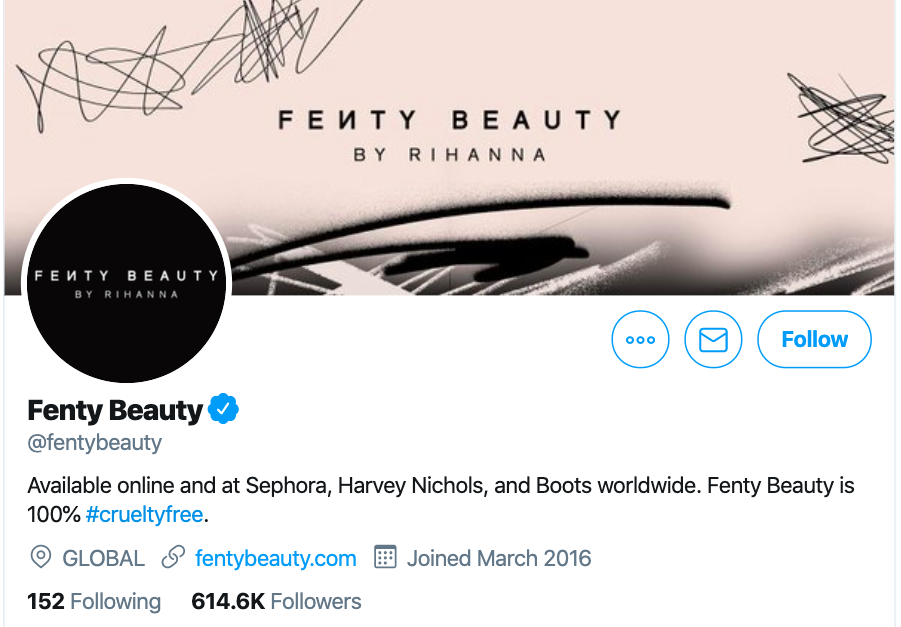 FEИTY BEAUTY
BY RIHANNA
FEИTY BEAUTY
BY RIHANNA
Follow
Fenty Beauty
@fentybeauty
Available online and at Sephora, Harvey Nichols, and Boots worldwide. Fenty Beauty is
100% #crueltyfree.
GLOBAL fentybeauty.com Joined March 2016
152 Following 614.6K Followers